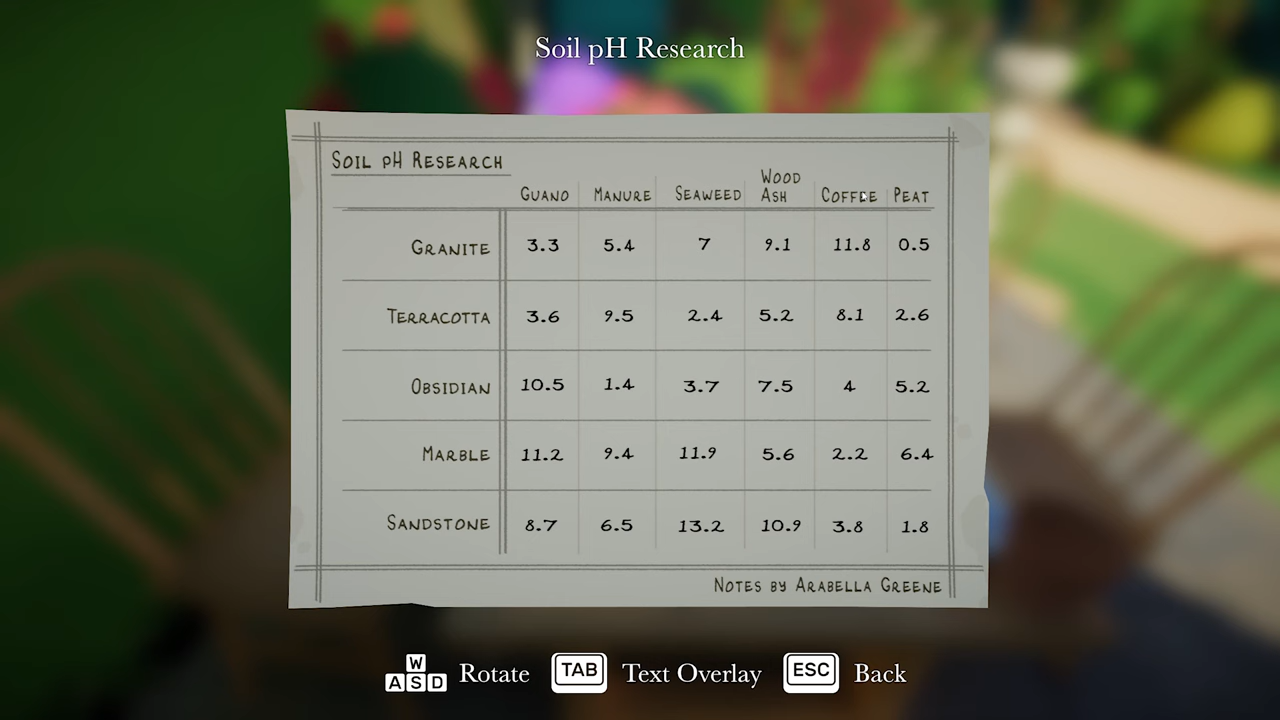 Soil pH Research
Soil pH Research
Guano Manure Seaweed Wood Ash Coffee Peat
Granite 3.3 5.4 7 9.1 11.8 0.5
Terracotta 3.6 9.5 2.4 5.2 8.1 2.6
Obsidian 10.5 1.4 3.7 7.5 4 5.2
Marble 11.2 9.4 11.9 5.6 2.2 6.4
Sandstone 8.7 6.5 13.2 10.9 3.8 1.8
Notes by Arabella Greene
W
A S D Rotate TAB Text Overlay ESC Back